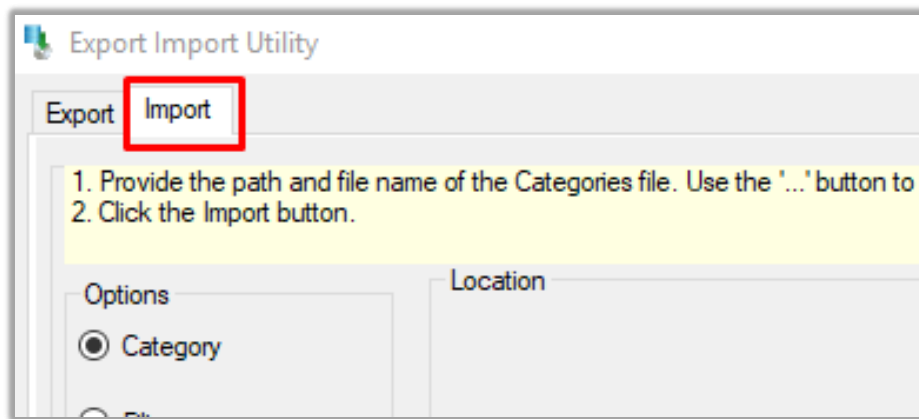 Export Import Utility
Export Import
1. Provide the path and file name of the Categories file. Use the '...' button to
2. Click the Import button.
Options
Location
Category